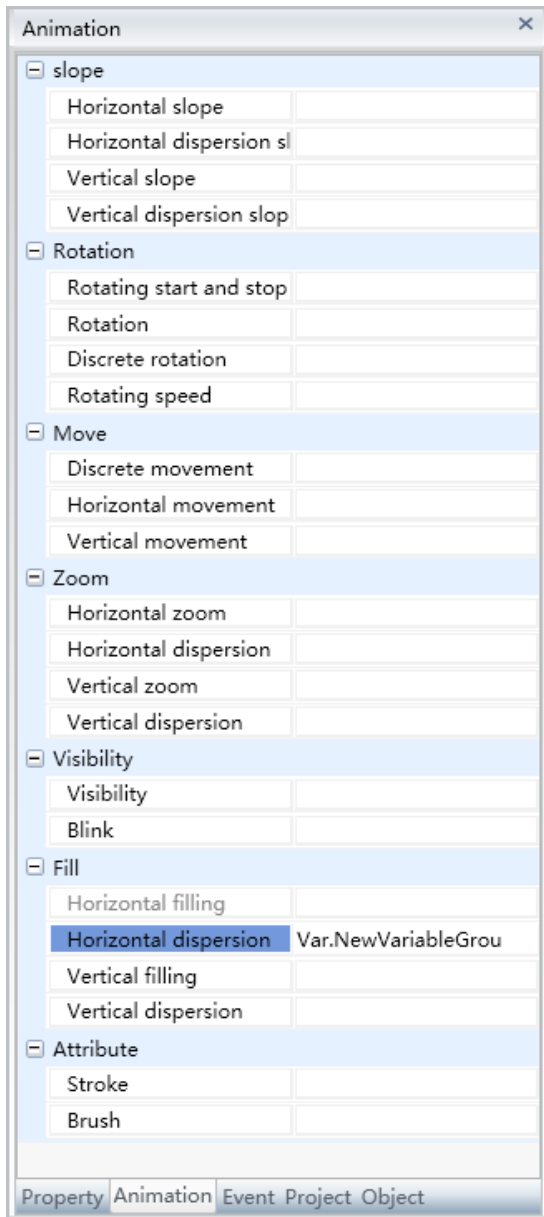 Animation
slope
Horizontal slope
Horizontal dispersion sl
Vertical slope
Vertical dispersion slop
Rotation
Rotating start and stop
Rotation
Discrete rotation
Rotating speed
Move
Discrete movement
Horizontal movement
Vertical movement
Zoom
Horizontal zoom
Horizontal dispersion
Vertical zoom
Vertical dispersion
Visibility
Visibility
Blink
Fill
Horizontal filling
Horizontal dispersion Var.NewVariableGrou
Vertical filling
Vertical dispersion
Attribute
Stroke
Brush
Property Animation Event Project Object